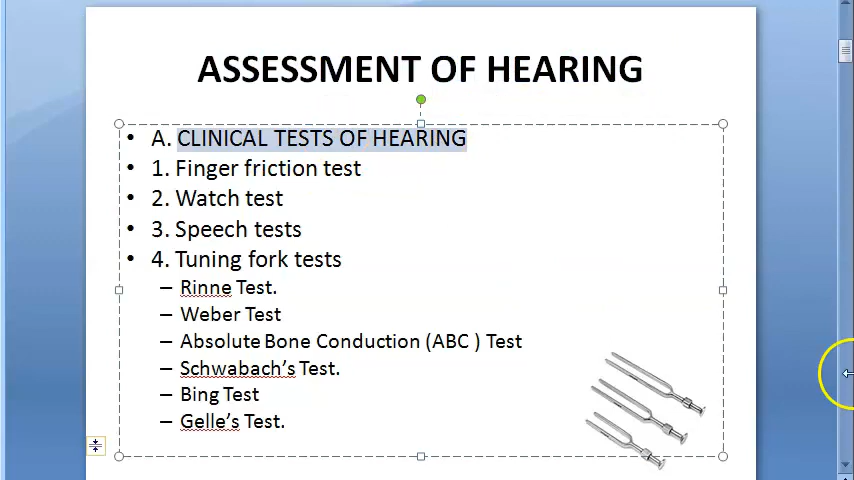 ASSESSMENT OF HEARING
• A. CLINICAL TESTS OF HEARING
• 1. Finger friction test
• 2. Watch test
• 3. Speech tests
• 4. Tuning fork tests
– Rinne Test.
– Weber Test
– Absolute Bone Conduction (ABC ) Test
– Schwabach’s Test.
– Bing Test
– Gelle’s Test.